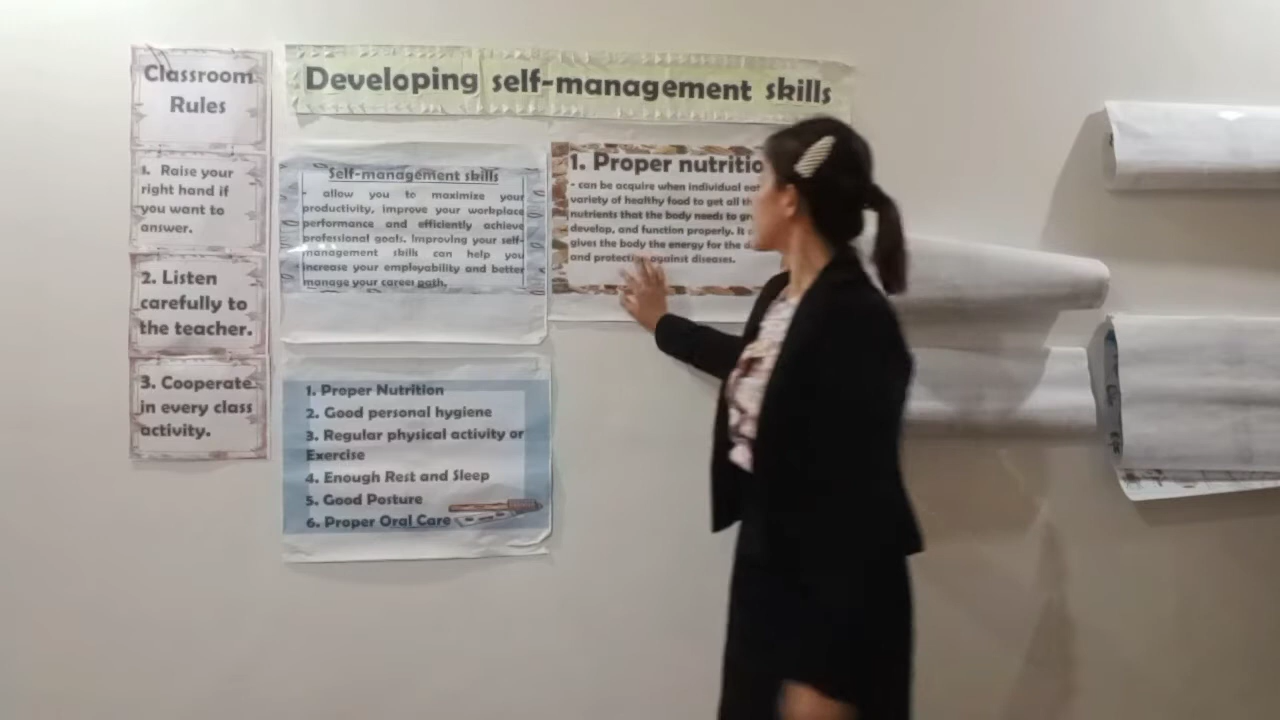 Classroom
Rules
1. Raise your
right hand if
you want to
answer.
2. Listen
carefully to
the teacher.
3. Cooperate
in every class
activity.
Developing self-management skills
Self-management skills
- allow you to maximize your
productivity, improve your workplace
performance and efficiently achieve
professional goals. Improving your self-
management skill can help you
increase your employability and better
manage your career path.
1. Proper Nutrition
2. Good personal hygiene
3. Regular physical activity or
Exercise
4. Enough Rest and Sleep
5. Good Posture
6. Proper Oral Care
1. Proper nutritio
- can be acquire when individual eat
variety of healthy food to get all th
nutrients that the body needs to gr
develop, and function properly. It
gives the body the energy for the
and protection against diseases.